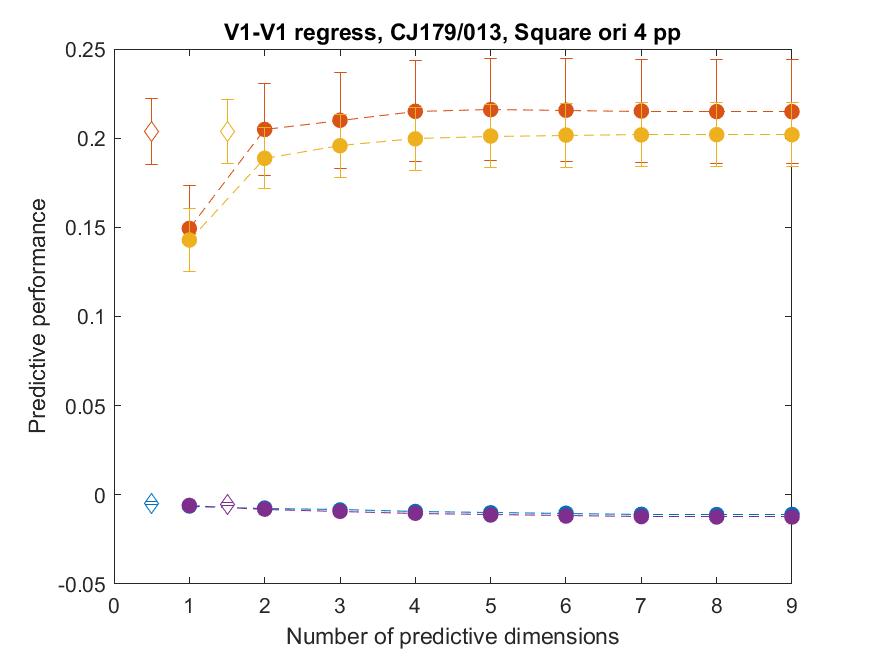 V1-V1 regress, CJ179/013, Square ori 4 pp
0.25
0.2
0.15
0.1
0.05
0
-0.05
Predictive performance
0 1 2 3 4 5 6 7 8 9
Number of predictive dimensions